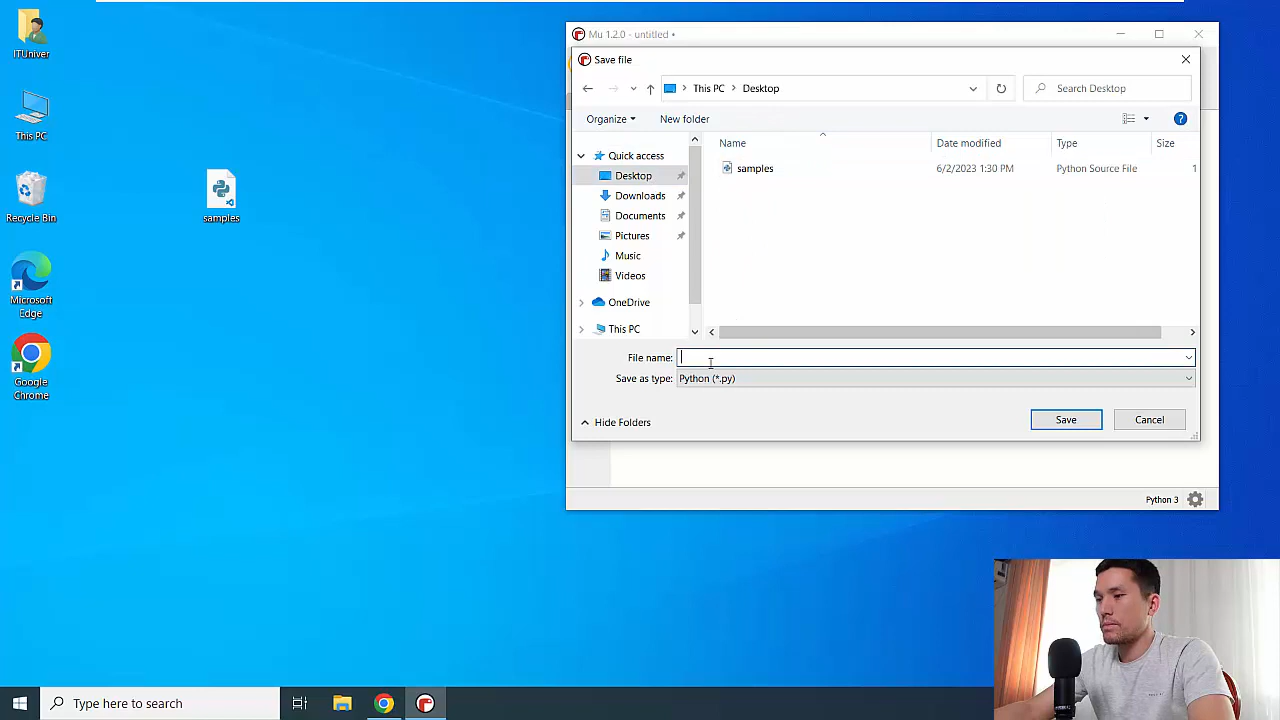 ITUniver
This PC
Recycle Bin
Microsoft
Edge
Google
Chrome
samples
Mu 1.2.0 - untitled •
Save file
This PC > Desktop
Search Desktop
Organize
New folder
Name
Date modified
Type
Size
samples
6/2/2023 1:30 PM
Python Source File
1
Quick access
Desktop
Downloads
Documents
Pictures
Music
Videos
OneDrive
This PC
File name:
Save as type: Python (*.py)
Hide Folders
Save
Cancel
Python 3
Type here to search